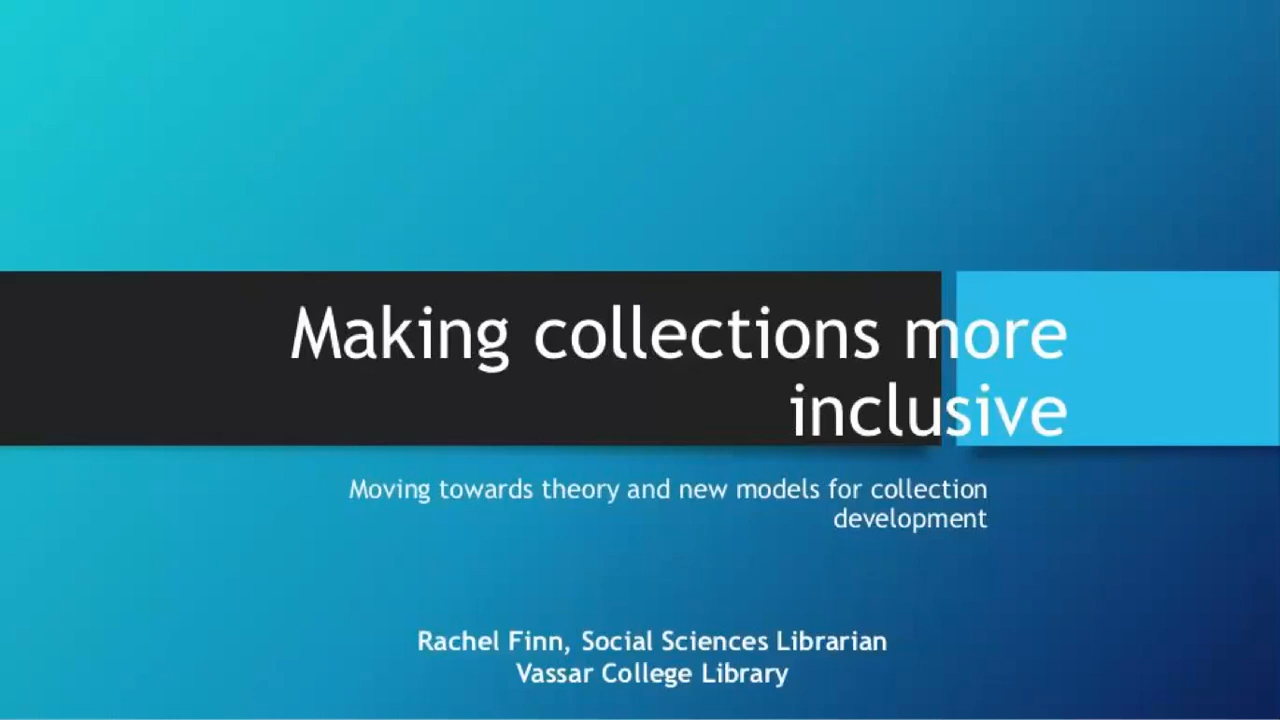 Making collections more
inclusive
Moving towards theory and new models for collection
development
Rachel Finn, Social Sciences Librarian
Vassar College Library